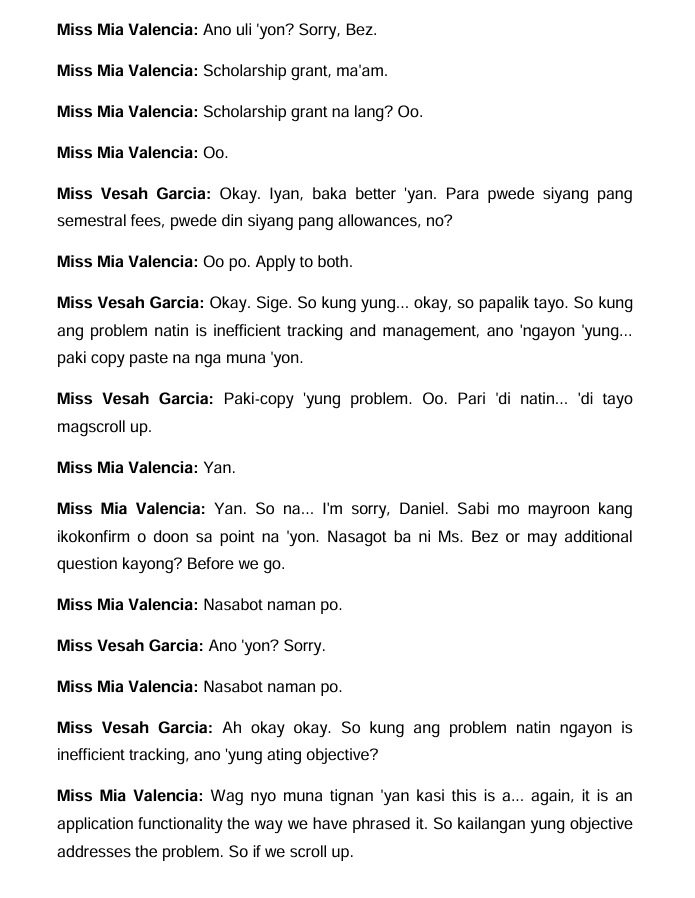 Miss Mia Valencia: Ano uli 'yon? Sorry, Bez.
Miss Mia Valencia: Scholarship grant, ma'am.
Miss Mia Valencia: Scholarship grant na lang? Oo.
Miss Mia Valencia: Oo.
Miss Vesah Garcia: Okay. Iyan, baka better 'yan. Para pwede siyang pang
semestral fees, pwede din siyang pang allowances, no?
Miss Mia Valencia: Oo po. Apply to both.
Miss Vesah Garcia: Okay. Sige. So kung yung... okay, so papalik tayo. So kung
ang problem natin is inefficient tracking and management, ano 'ngayon 'yung...
paki copy paste na nga muna 'yon.
Miss Vesah Garcia: Paki-copy 'yung problem. Oo. Pari 'di natin... 'di tayo
magscroll up.
Miss Mia Valencia: Yan.
Miss Mia Valencia: Yan. So na... I'm sorry, Daniel. Sabi mo mayroon kang
ikokonfirm o doon sa point na 'yon. Nasagot ba ni Ms. Bez or may additional
question kayong? Before we go.
Miss Mia Valencia: Nasabot naman po.
Miss Vesah Garcia: Ano 'yon? Sorry.
Miss Mia Valencia: Nasabot naman po.
Miss Vesah Garcia: Ah okay okay. So kung ang problem natin ngayon is
inefficient tracking, ano 'yung ating objective?
Miss Mia Valencia: Wag nyo muna tignan 'yan kasi this is a... again, it is an
application functionality the way we have phrased it. So kailangan yung objective
addresses the problem. So if we scroll up.